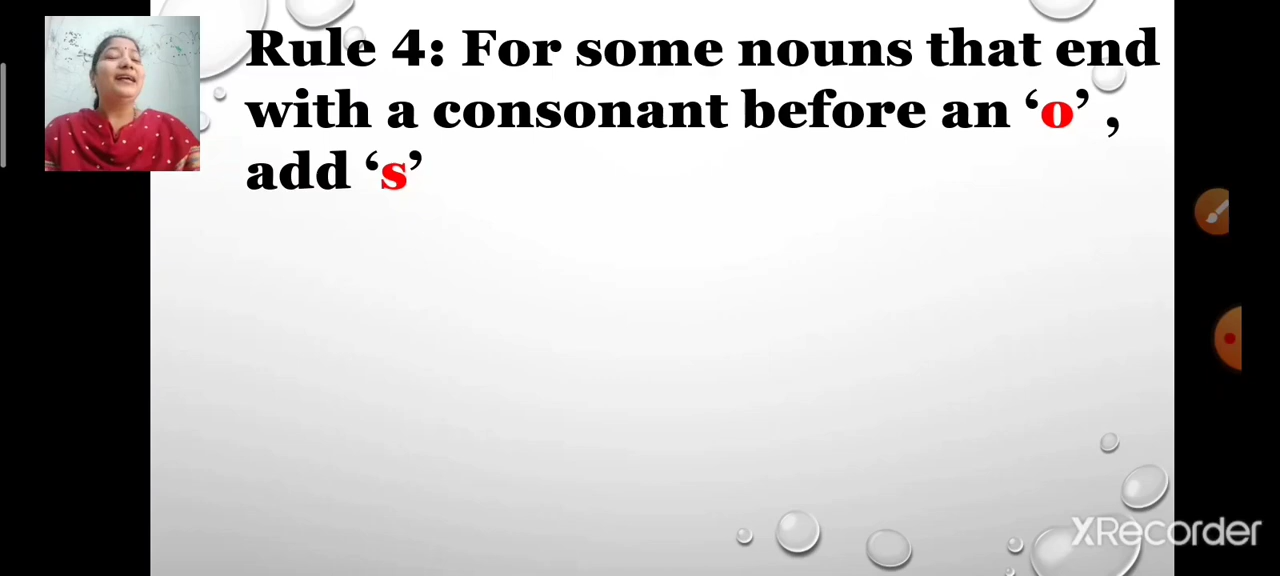 Rule 4: For some nouns that end
with a consonant before an ‘o’ ,
add ‘s’
XRecorder